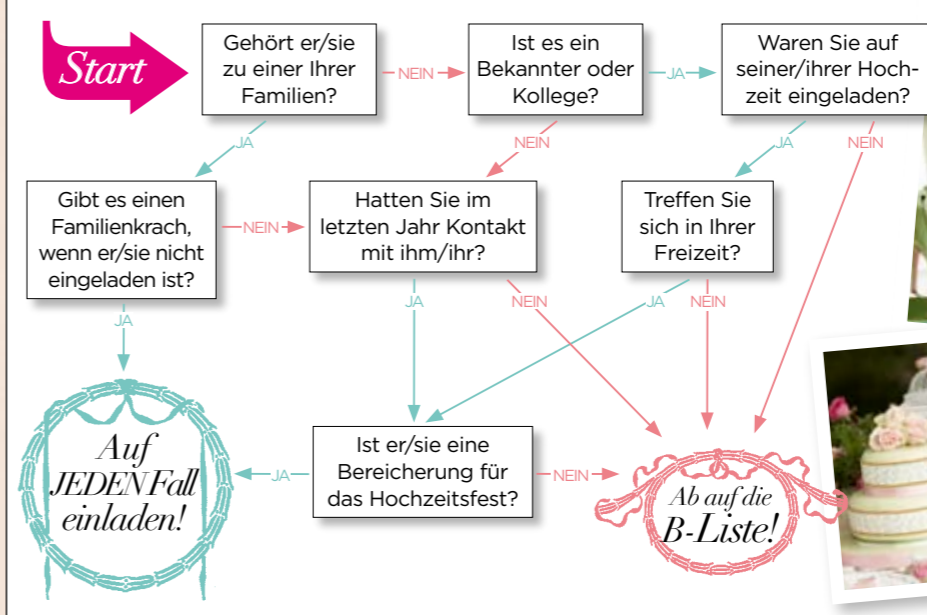 Start
Gehört er/sie
zu einer Ihrer
Familien?
NEIN
Ist es ein
Bekannter oder
Kollege?
JA
Waren Sie auf
seiner/ihrer Hoch-
zeit eingeladen?
JA
NEIN
JA
NEIN
Gibt es einen
Familienkrach,
wenn er/sie nicht
eingeladen ist?
NEIN
Hatten Sie im
letzten Jahr Kontakt
mit ihm/ihr?
Treffen Sie
sich in Ihrer
Freizeit?
JA
JA
NEIN
JA
NEIN
Auf
JEDEN Fall
einladen!
JA
Ist er/sie eine
Bereicherung für
das Hochzeitsfest?
NEIN
Ab auf die
B-Liste!